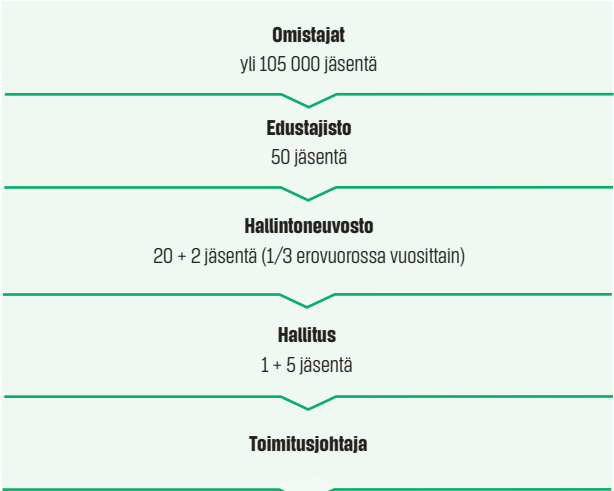 Omistajat
yli 105 000 jäsentä
Edustajisto
50 jäsentä
Hallintoneuvosto
20 + 2 jäsentä (1/3 erovuorossa vuosittain)
Hallitus
1 + 5 jäsentä
Toimitusjohtaja